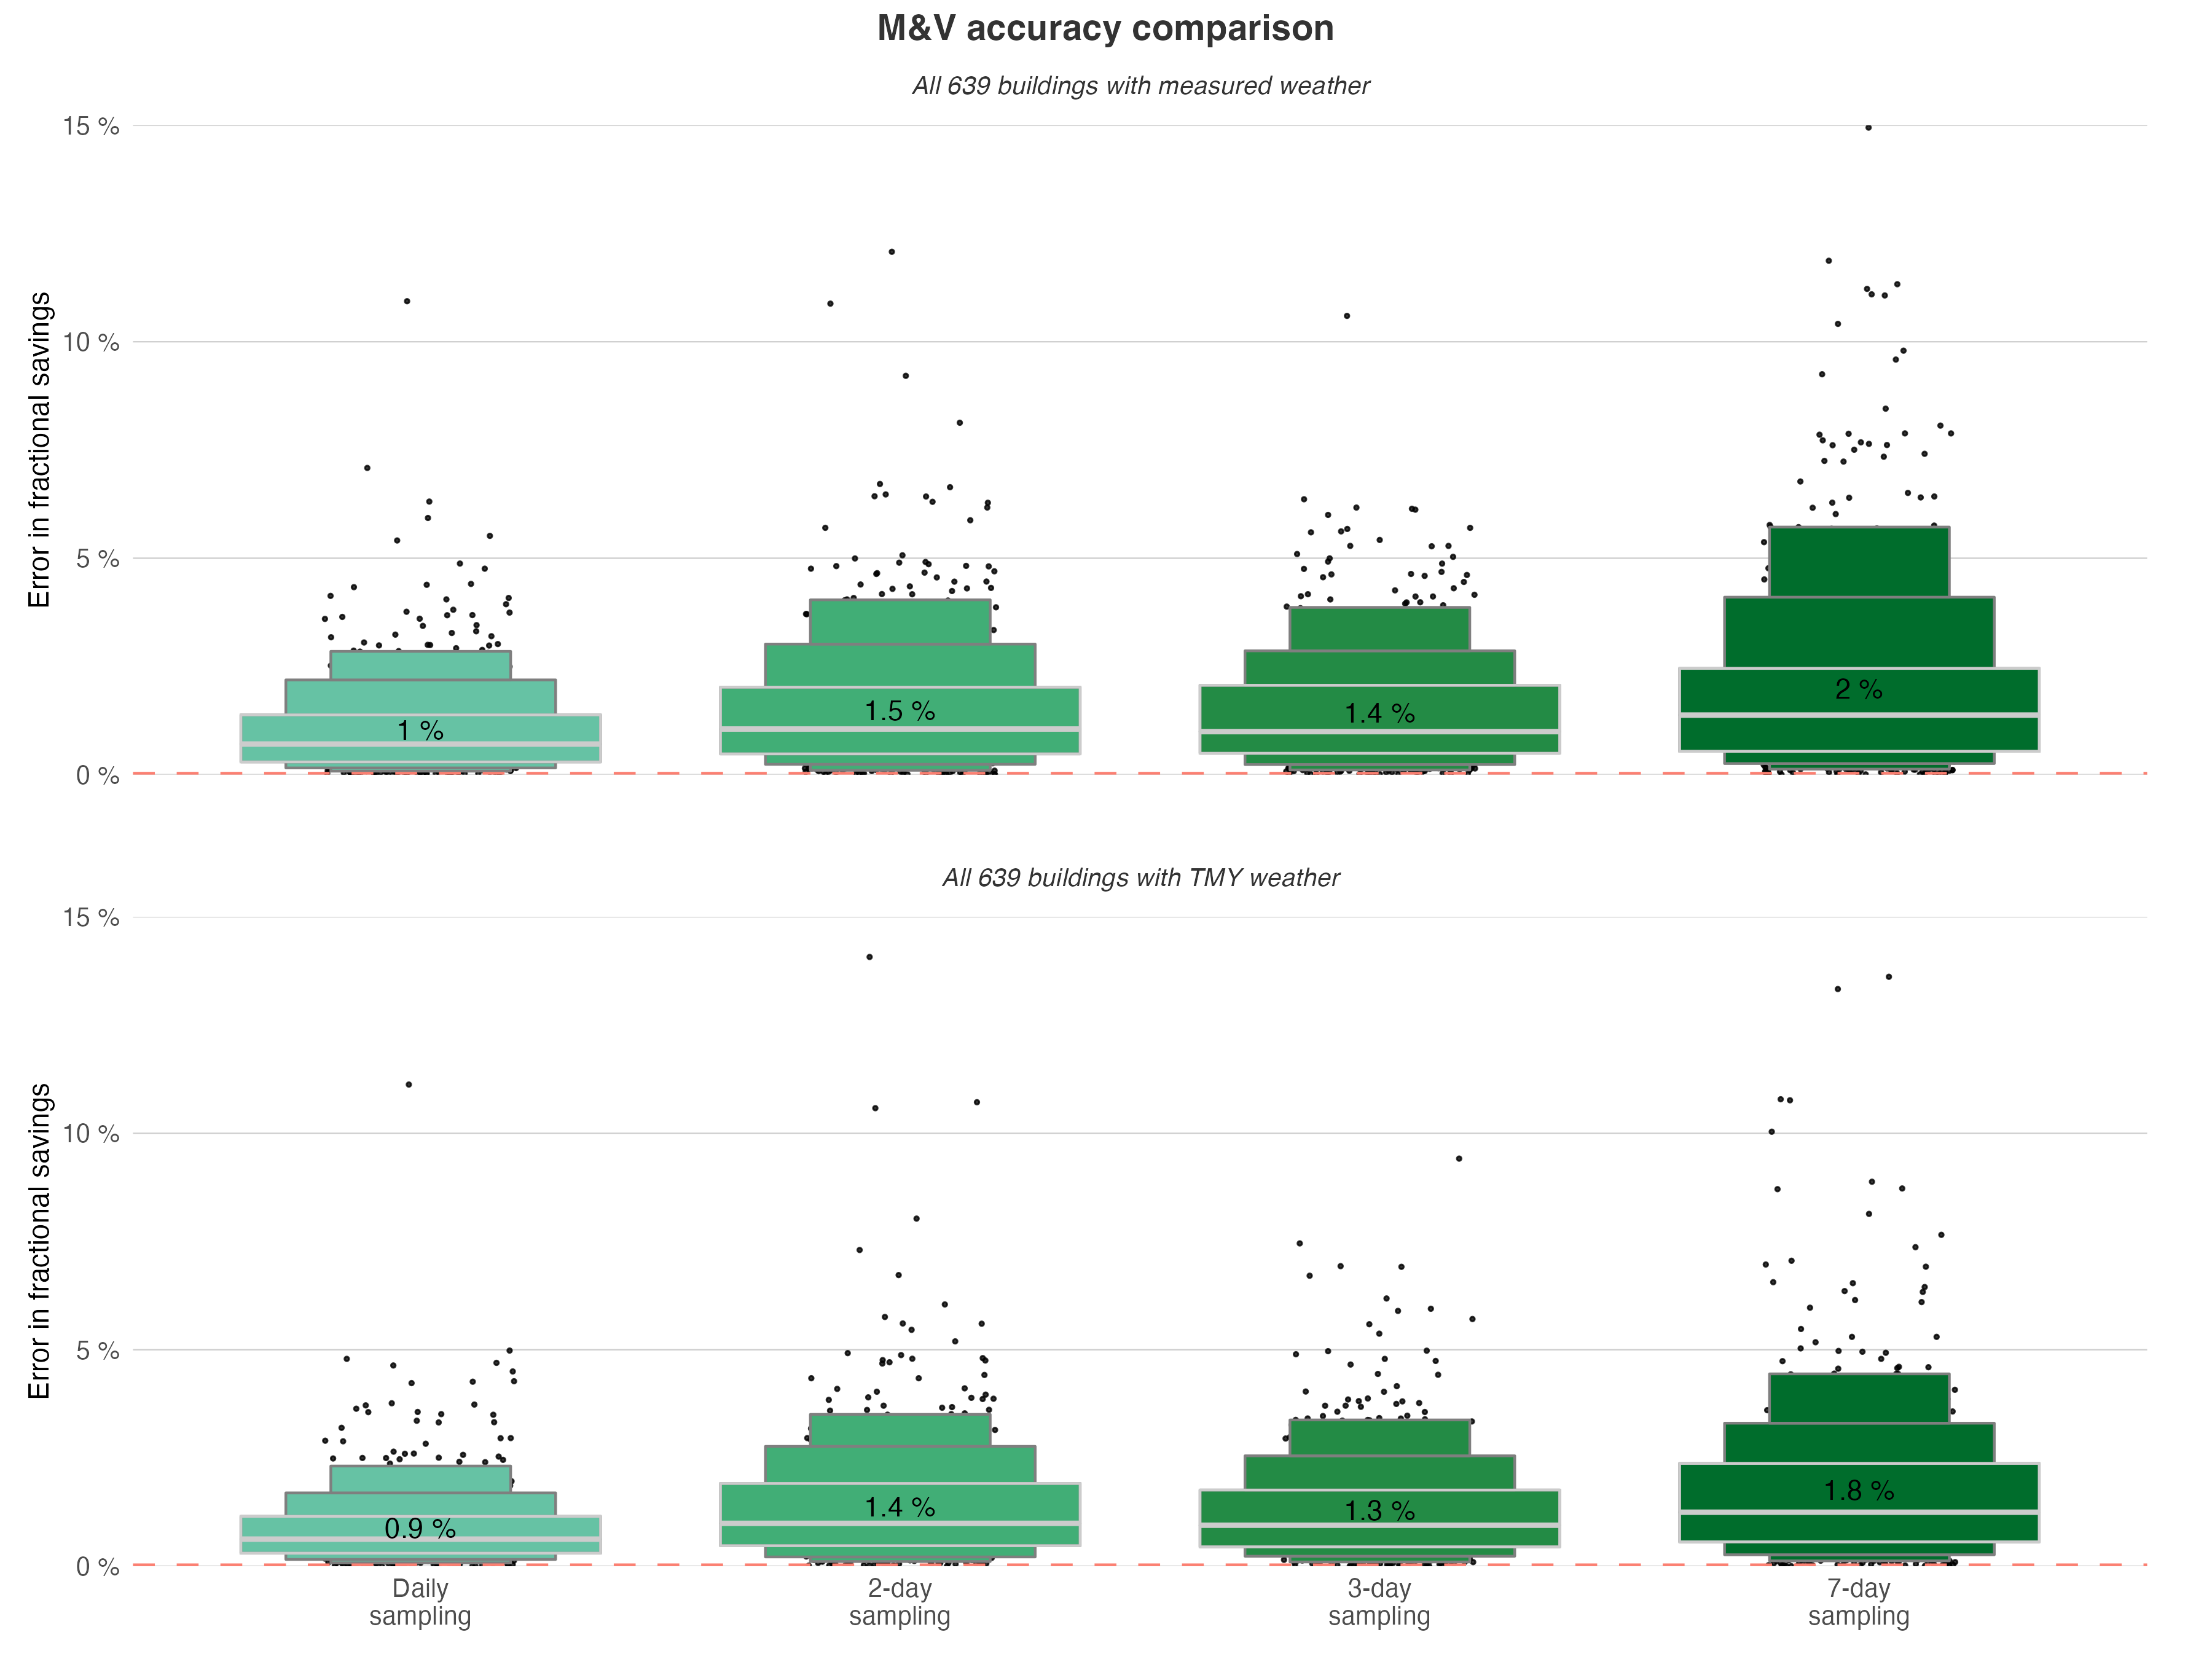 M&V accuracy comparison
All 639 buildings with measured weather
Error in fractional savings
15 %
10 %
5 %
0 %
1 %
1.5 %
1.4 %
2 %
All 639 buildings with TMY weather
Error in fractional savings
15 %
10 %
5 %
0 %
0.9 %
1.4 %
1.3 %
1.8 %
Daily
sampling
2-day
sampling
3-day
sampling
7-day
sampling